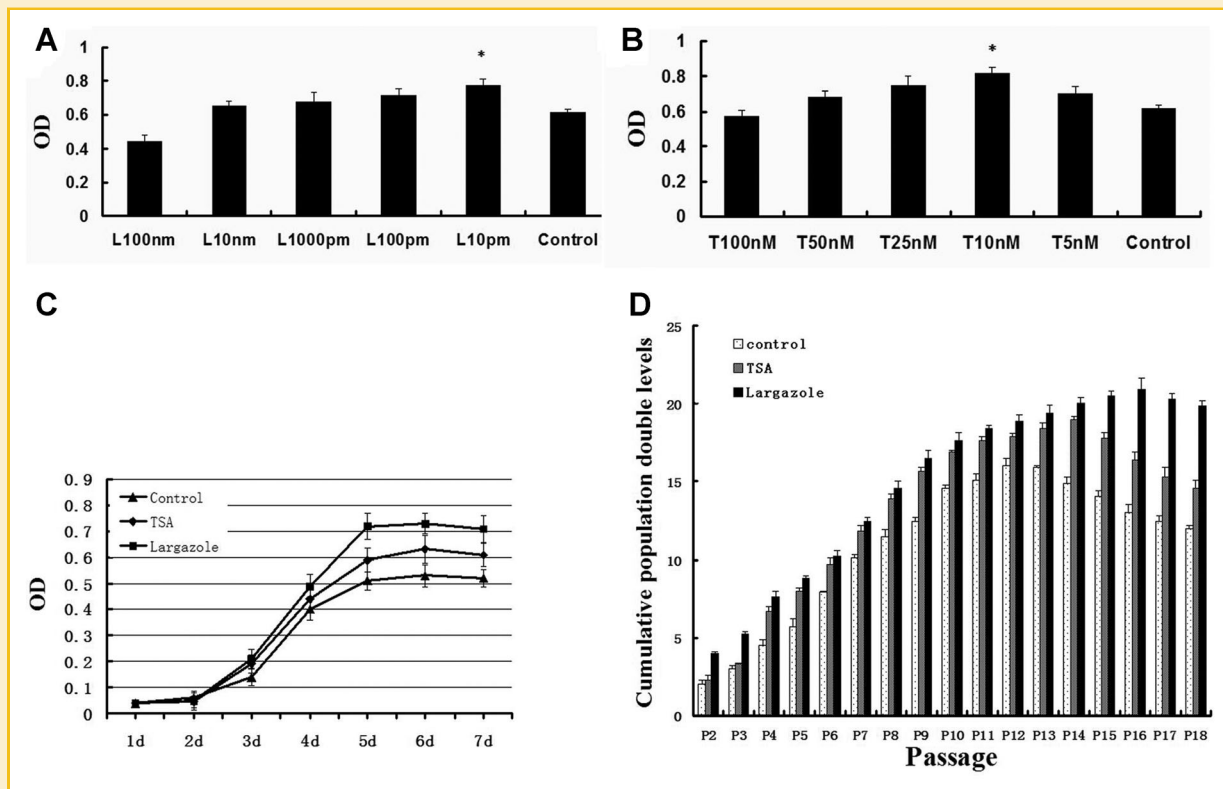 A
1
0.8
0.6
0.4
0.2
0
OD
*
L100nm L10nm L1000pm L100pm L10pm Control
B
1
0.8
0.6
0.4
0.2
0
OD
*
T100nM T50nM T25nM T10nM T5nM Control
C
0.9
0.8
0.7
0.6
0.5
0.4
0.3
0.2
0.1
0
OD
Control
TSA
Largazole
1d 2d 3d 4d 5d 6d 7d
D
25
20
15
10
5
0
Cumulative population double levels
control
TSA
Largazole
P2 P3 P4 P5 P6 P7 P8 P9 P10 P11 P12 P13 P14 P15 P16 P17 P18
Passage